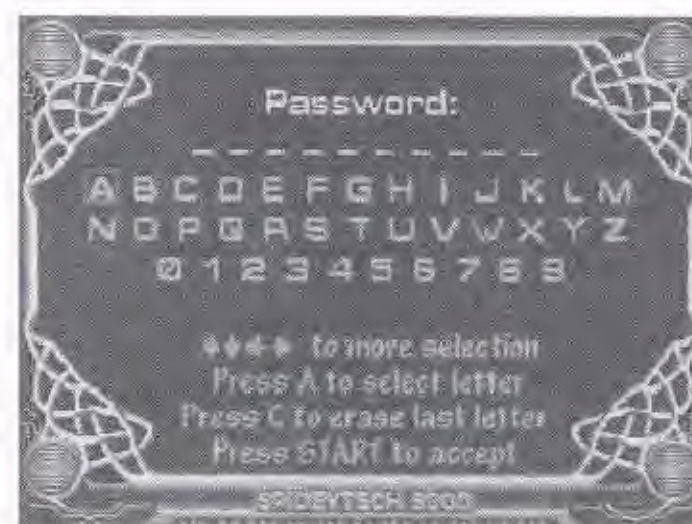 Password:
_ _ _ _ _ _ _ _ _ _
A B C D E F G H I J K L M
N O P Q R S T U V W X Y Z
0 1 2 3 4 5 6 7 8 9
to move selection
Press A to select letter
Press C to erase last letter
Press START to accept
SPIDEYTECH